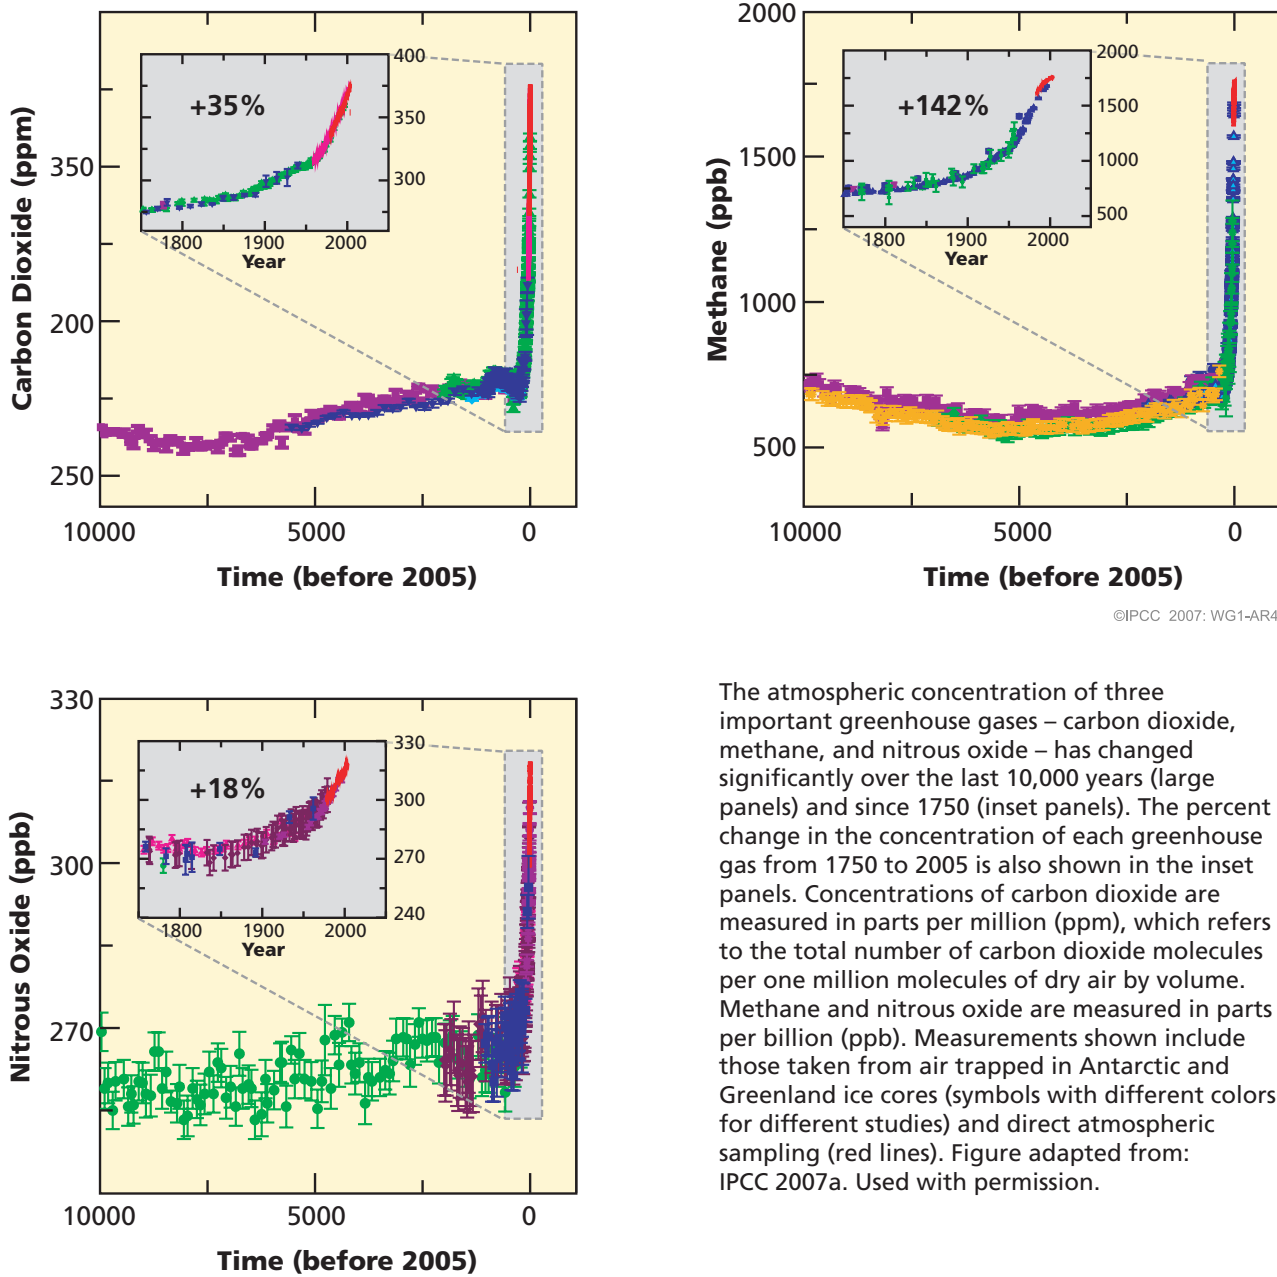 Carbon Dioxide (ppm)
350
200
250
10000
5000
0
Time (before 2005)
+35%
400
350
300
1800
1900
2000
Year
Methane (ppb)
2000
1500
1000
500
10000
5000
0
Time (before 2005)
+142%
2000
1500
1000
500
1800
1900
2000
Year
©IPCC 2007: WG1-AR4
Nitrous Oxide (ppb)
330
300
270
10000
5000
0
Time (before 2005)
+18%
330
300
270
240
1800
1900
2000
Year
The atmospheric concentration of three
important greenhouse gases – carbon dioxide,
methane, and nitrous oxide – has changed
significantly over the last 10,000 years (large
panels) and since 1750 (inset panels). The percent
change in the concentration of each greenhouse
gas from 1750 to 2005 is also shown in the inset
panels. Concentrations of carbon dioxide are
measured in parts per million (ppm), which refers
to the total number of carbon dioxide molecules
per one million molecules of dry air by volume.
Methane and nitrous oxide are measured in parts
per billion (ppb). Measurements shown include
those taken from air trapped in Antarctic and
Greenland ice cores (symbols with different colors
for different studies) and direct atmospheric
sampling (red lines). Figure adapted from:
IPCC 2007a. Used with permission.